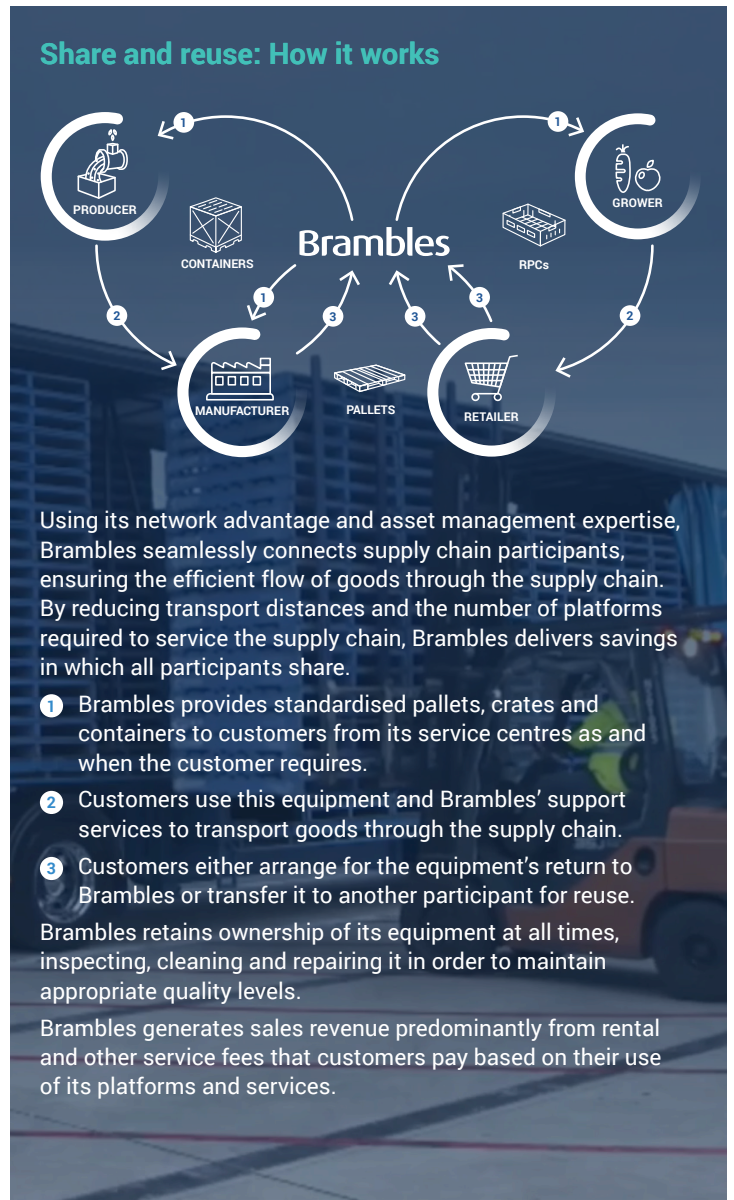 Share and reuse: How it works
1
1
PRODUCER
GROWER
CONTAINERS
Brambles
RPCs
2
1
3
3
3
2
MANUFACTURER
PALLETS
RETAILER
Using its network advantage and asset management expertise,
Brambles seamlessly connects supply chain participants,
ensuring the efficient flow of goods through the supply chain.
By reducing transport distances and the number of platforms
required to service the supply chain, Brambles delivers savings
in which all participants share.
1 Brambles provides standardised pallets, crates and
containers to customers from its service centres as and
when the customer requires.
2 Customers use this equipment and Brambles’ support
services to transport goods through the supply chain.
3 Customers either arrange for the equipment’s return to
Brambles or transfer it to another participant for reuse.
Brambles retains ownership of its equipment at all times,
inspecting, cleaning and repairing it in order to maintain
appropriate quality levels.
Brambles generates sales revenue predominantly from rental
and other service fees that customers pay based on their use
of its platforms and services.